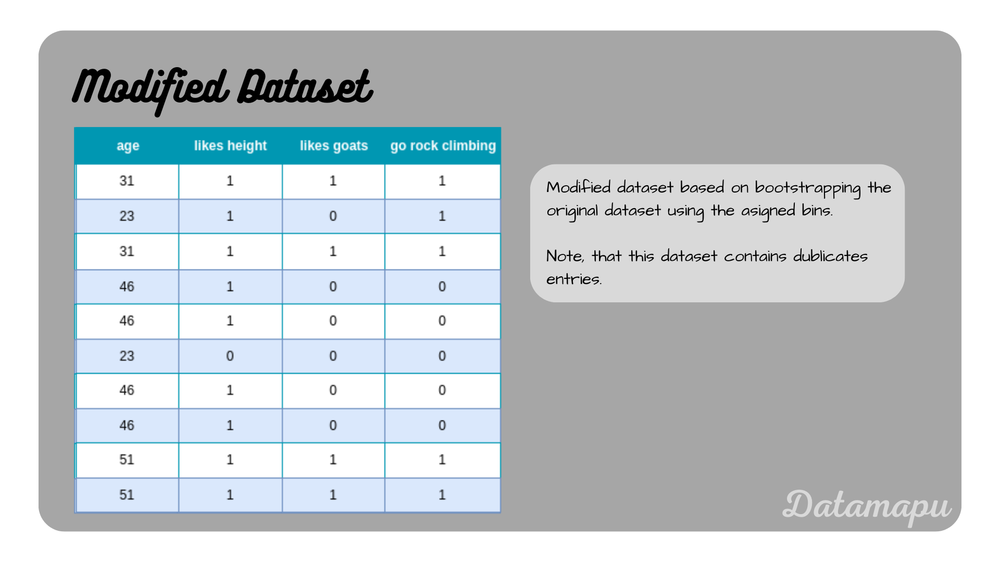 Modified Dataset
age likes height likes goats go rock climbing
31 1 1 1
23 1 0 1
31 1 1 1
46 1 0 0
46 1 0 0
23 0 0 0
46 1 0 0
46 1 0 0
51 1 1 1
51 1 1 1
Modified dataset based on bootstrapping the
original dataset using the asigned bins.
Note, that this dataset contains dublicates
entries.
Datamapu